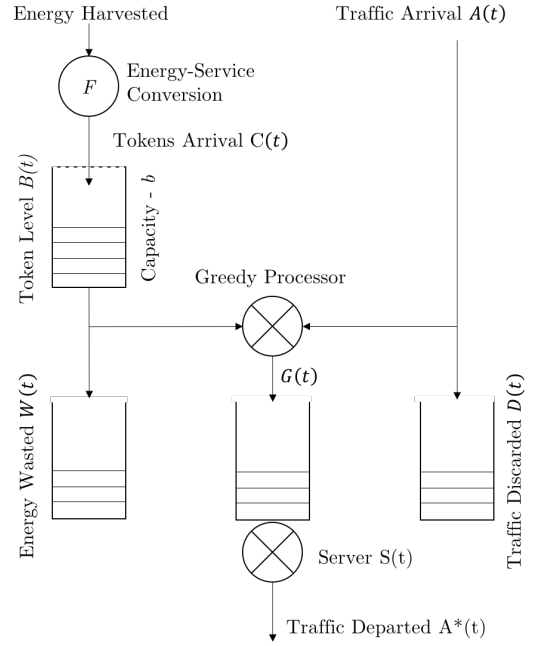 Energy Harvested
Traffic Arrival A(t)
F
Energy-Service
Conversion
Tokens Arrival C(t)
Token Level B(t)
Capacity - b
Greedy Processor
G(t)
Energy Wasted W(t)
Traffic Discarded D(t)
Server S(t)
Traffic Departed A*(t)